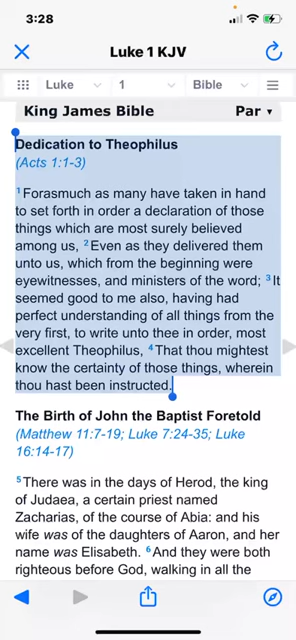 3:28
Luke 1 KJV
Luke 1 Bible
King James Bible Par
Dedication to Theophilus
(Acts 1:1-3)
1 Forasmuch as many have taken in hand
to set forth in order a declaration of those
things which are most surely believed
among us, 2 Even as they delivered them
unto us, which from the beginning were
eyewitnesses, and ministers of the word; 3 It
seemed good to me also, having had
perfect understanding of all things from the
very first, to write unto thee in order, most
excellent Theophilus, 4 That thou mightest
know the certainty of those things, wherein
thou hast been instructed.
The Birth of John the Baptist Foretold
(Matthew 11:7-19; Luke 7:24-35; Luke
16:14-17)
5 There was in the days of Herod, the king
of Judaea, a certain priest named
Zacharias, of the course of Abia: and his
wife was of the daughters of Aaron, and her
name was Elisabeth. 6 And they were both
righteous before God, walking in all the